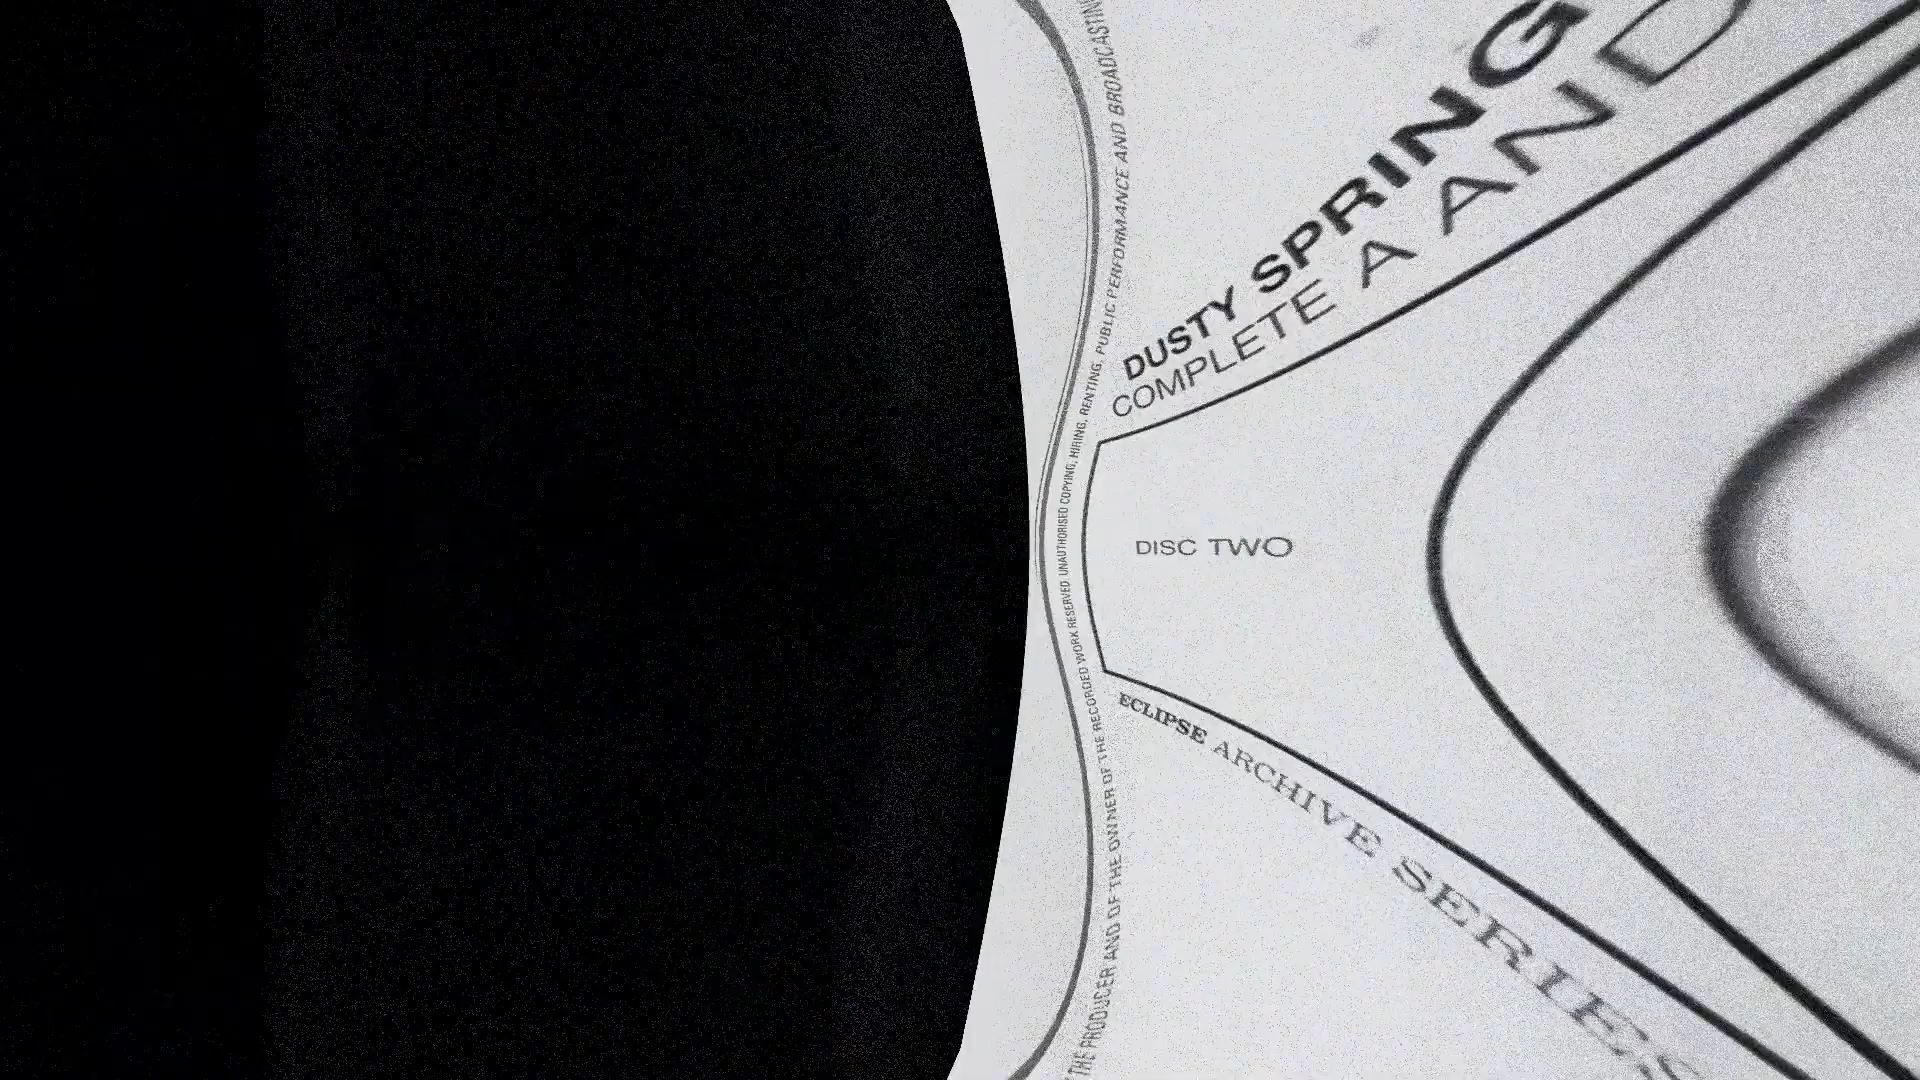 DUSTY SPRING
COMPLETE A AND
DISC TWO
ECLIPSE ARCHIVE SERIES
THE PRODUCER AND OF THE OWNER OF THE RECORDED WORK RESERVED UNAUTHORISED COPYING, HIRING, RENTING, PUBLIC PERFORMANCE AND BROADCASTIN